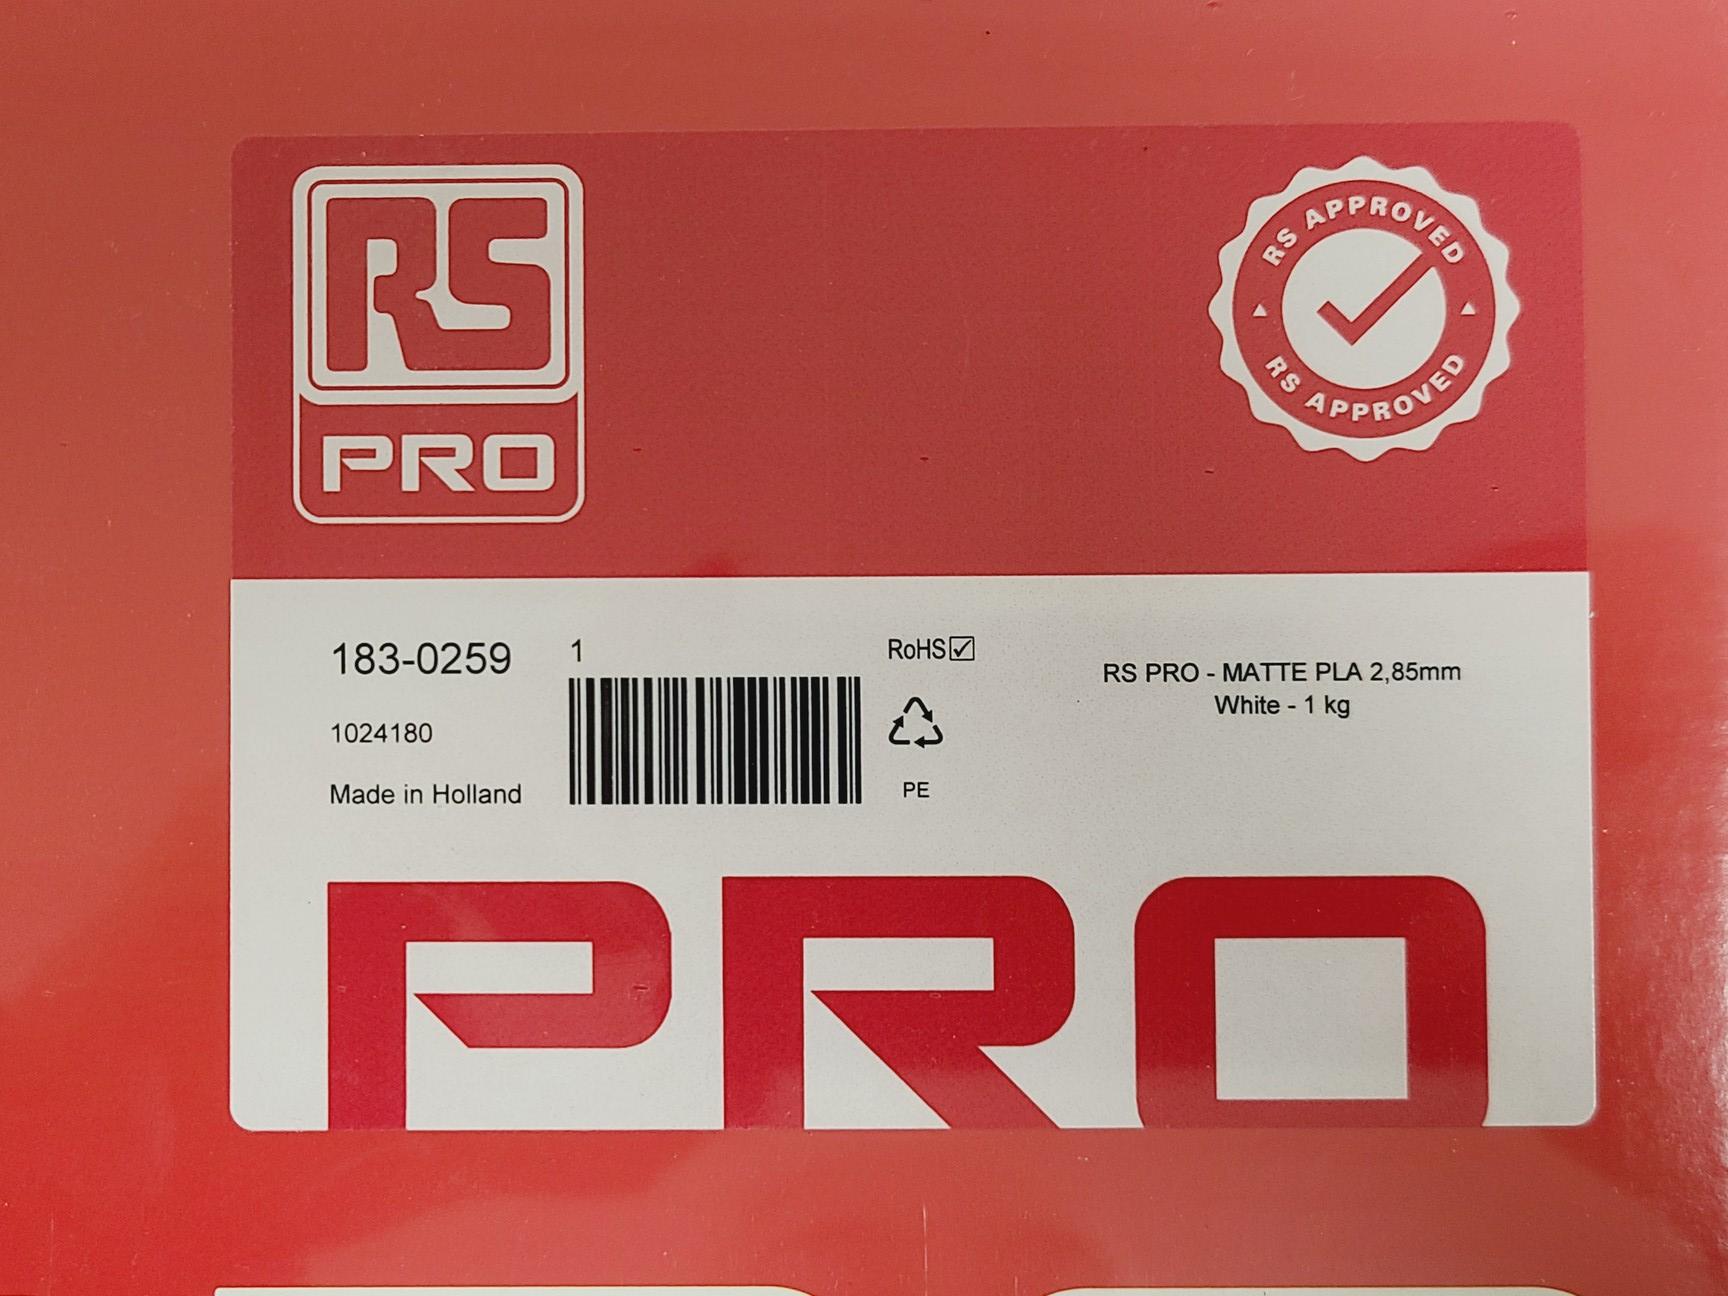 RS
PRO
RS APPROVED
RS APPROVED
183-0259
1
RoHS
RS PRO - MATTE PLA 2,85mm
White - 1 kg
1024180
Made in Holland
PE
PRO